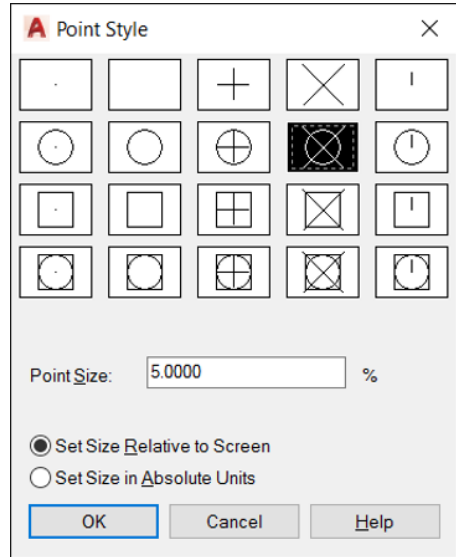 Point Style
Point Size: 5.0000 %
Set Size Relative to Screen
Set Size in Absolute Units
OK Cancel Help